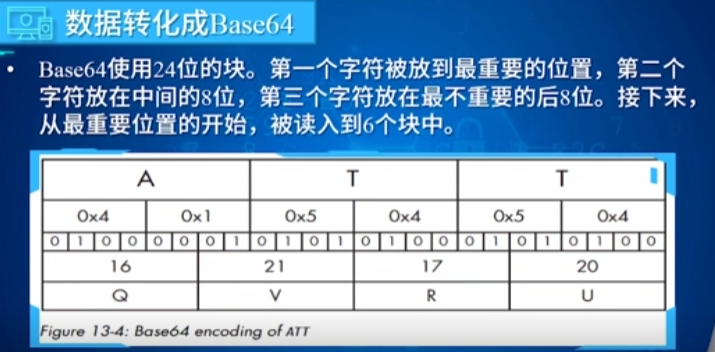 数据转化成Base64
• Base64使用24位的块。第一个字符被放到最重要的位置，第二个
字符放在中间的8位，第三个字符放在最不重要的后8位。接下来，
从最重要位置的开始，被读入到6个块中。
A T T
0x4 0x1 0x5 0x4 0x5 0x4
0 1 0 0 0 0 0 1 0 1 0 1 0 1 0 0 0 1 0 1 0 1 0 0
16 21 17 20
Q V R U
Figure 13-4: Base64 encoding of ATT